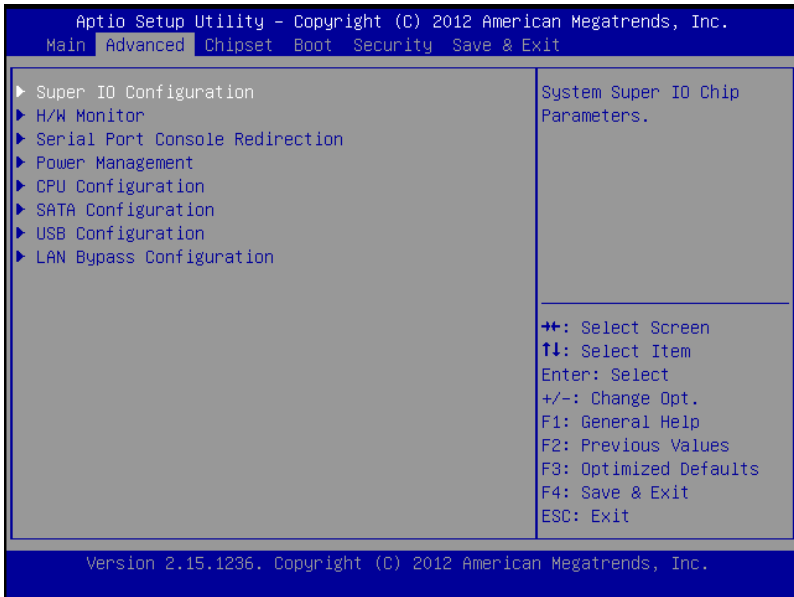 Aptio Setup Utility – Copyright (C) 2012 American Megatrends, Inc.
Main Advanced Chipset Boot Security Save & Exit
▶ Super IO Configuration
▶ H/W Monitor
▶ Serial Port Console Redirection
▶ Power Management
▶ CPU Configuration
▶ SATA Configuration
▶ USB Configuration
▶ LAN Bypass Configuration
System Super IO Chip
Parameters.
→←: Select Screen
↑↓: Select Item
Enter: Select
+/-: Change Opt.
F1: General Help
F2: Previous Values
F3: Optimized Defaults
F4: Save & Exit
ESC: Exit
Version 2.15.1236. Copyright (C) 2012 American Megatrends, Inc.